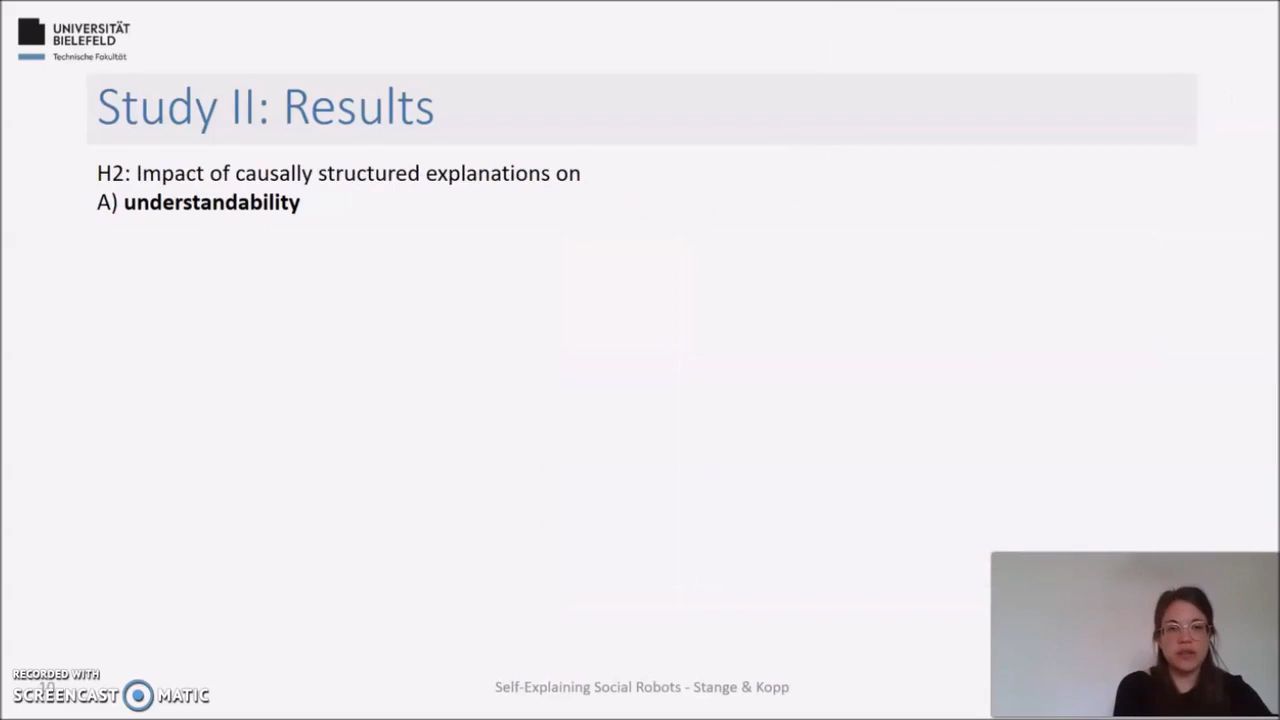 UNIVERSITÄT
BIELEFELD
Technische Fakultät
Study II: Results
H2: Impact of causally structured explanations on
A) understandability
RECORDED WITH
SCREENCAST MATIC
Self-Explaining Social Robots - Stange & Kopp